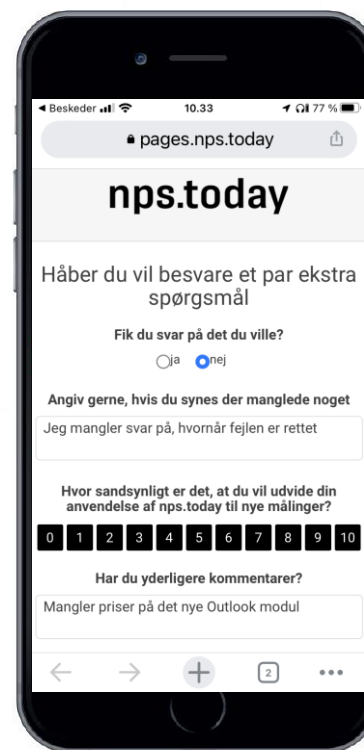 Beskeder
10.33
77 %
pages.nps.today
nps.today
Håber du vil besvare et par ekstra
spørgsmål
Fik du svar på det du ville?
ja nej
Angiv gerne, hvis du synes der manglede noget
Jeg mangler svar på, hvornår fejlen er rettet
Hvor sandsynligt er det, at du vil udvide din
anvendelse af nps.today til nye målinger?
0 1 2 3 4 5 6 7 8 9 10
Har du yderligere kommentarer?
Mangler priser på det nye Outlook modul
2